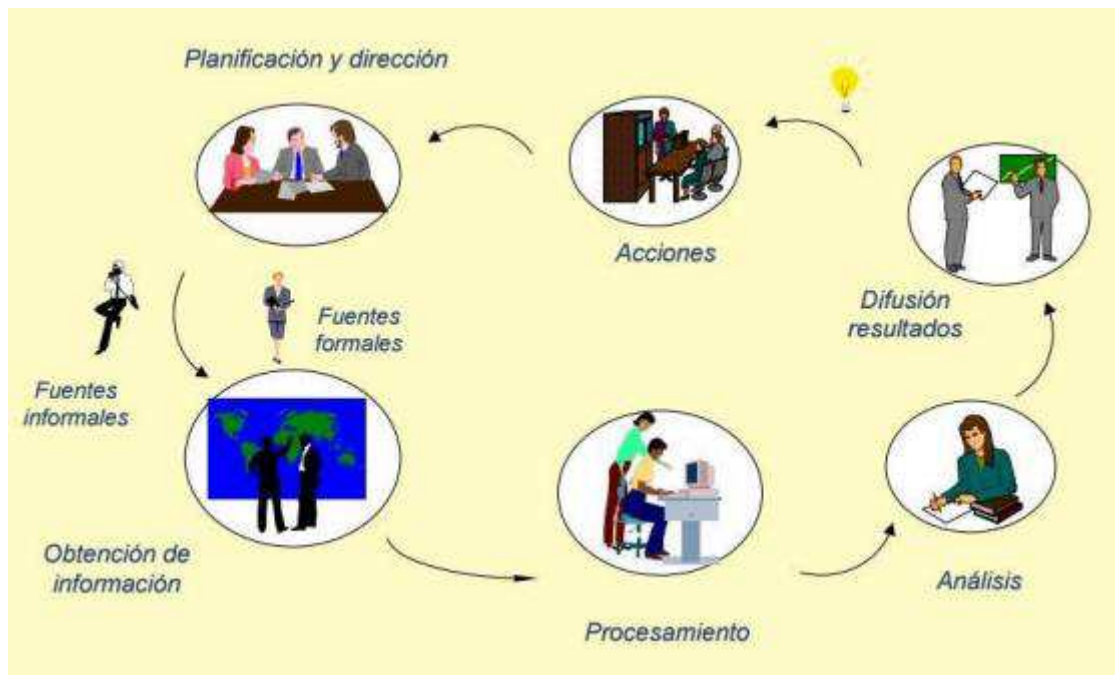 Planificación y dirección
Acciones
Difusión
resultados
Fuentes
formales
Fuentes
informales
Obtención de
información
Procesamiento
Análisis